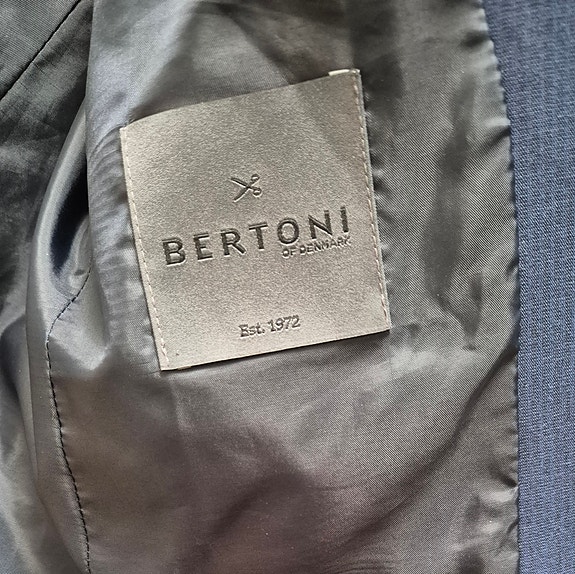 BERTONI
OF DENMARK
Est. 1972